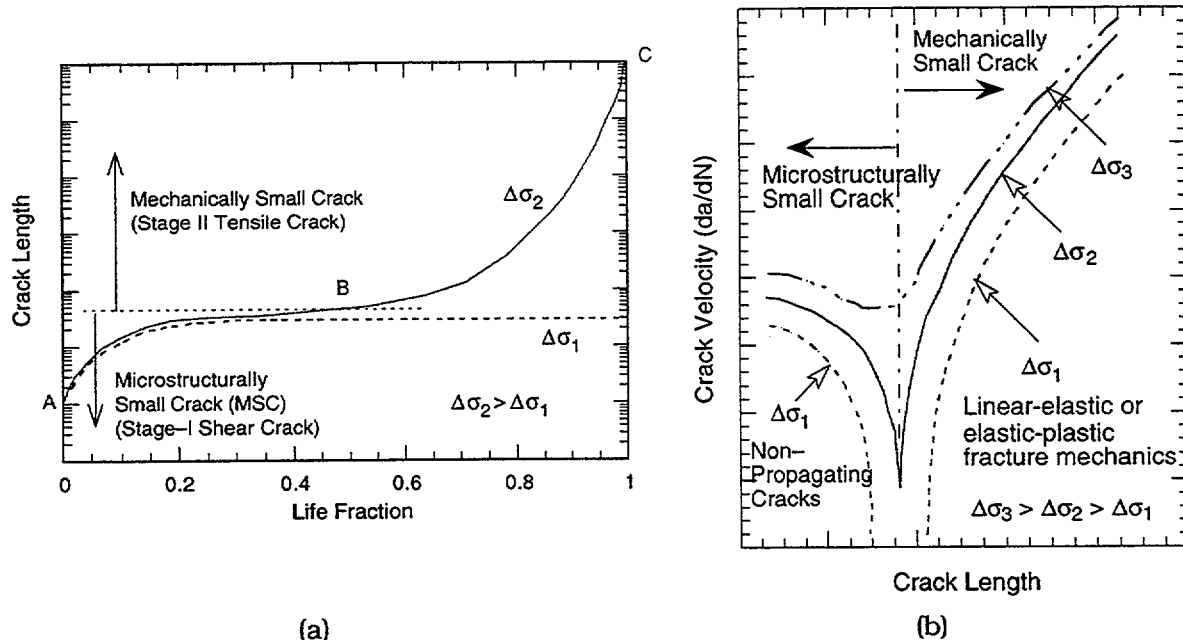 C
Crack Length
Mechanically Small Crack
(Stage II Tensile Crack)
Δσ2
B
Δσ1
A
Microstructurally
Small Crack (MSC)
(Stage–I Shear Crack)
Δσ2 > Δσ1
0
0.2
0.4
0.6
0.8
1
Life Fraction
(a)
Mechanically
Small Crack
Microstructurally
Small Crack
Δσ3
Δσ2
Δσ1
Δσ1
Crack Velocity (da/dN)
Non–
Propagating
Cracks
Linear-elastic or
elastic-plastic
fracture mechanics
Δσ3 > Δσ2 > Δσ1
Crack Length
(b)